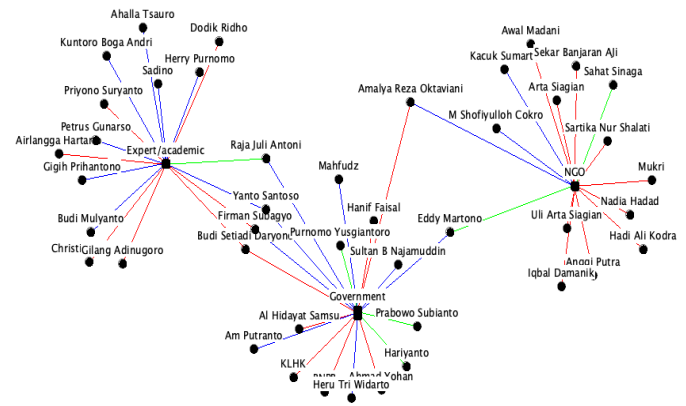 Ahalla Tsauro
Dodik Ridho
Kuntoro Boga Andri
Sadino
Herry Purnomo
Priyono Suryanto
Petrus Gunarso
Airlangga Hartarto
Expert/academic
Gigih Prihantono
Budi Mulyanto
Christi
Gilang Adinugoro
Raja Juli Antoni
Yanto Santoso
Firman Subagyo
Budi Setiadi Daryono
Mahfudz
Hanif Faisal
Purnomo Yusgiantoro
Sultan B Najamuddin
Eddy Martono
Government
Al Hidayat Samsu
Prabowo Subianto
Am Putranto
Hariyanto
KLHK
Ahmad Yohan
Heru Tri Widarto
Awal Madani
Kacuk Sumart
Sekar Banjaran AJi
Sahat Sinaga
Amalya Reza Oktaviani
Arta Siagian
M Shofiyulloh Cokro
Sartika Nur Shalati
NGO
Mukri
Nadia Hadad
Uli Arta Siagian
Hadi Ali Kodra
Anggi Putra
Iqbal Damanik